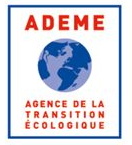 ADEME
AGENCE DE LA
TRANSITION
ÉCOLOGIQUE